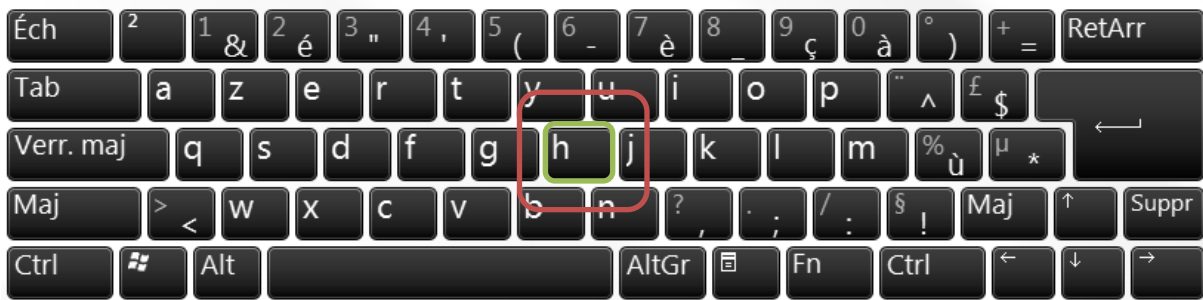 Éch ² 1 & 2 é 3 " 4 ' 5 ( 6 - 7 è 8 _ 9 ç 0 à ° ) + = RetArr
Tab a z e r t y u i o p ¨ ^ £ $
Verr. maj q s d f g h j k l m % ù µ * ←
Maj > < w x c v b n ? , . ; / : § ! Maj ↑ Suppr
Ctrl Alt AltGr Fn Ctrl ← ↓ →